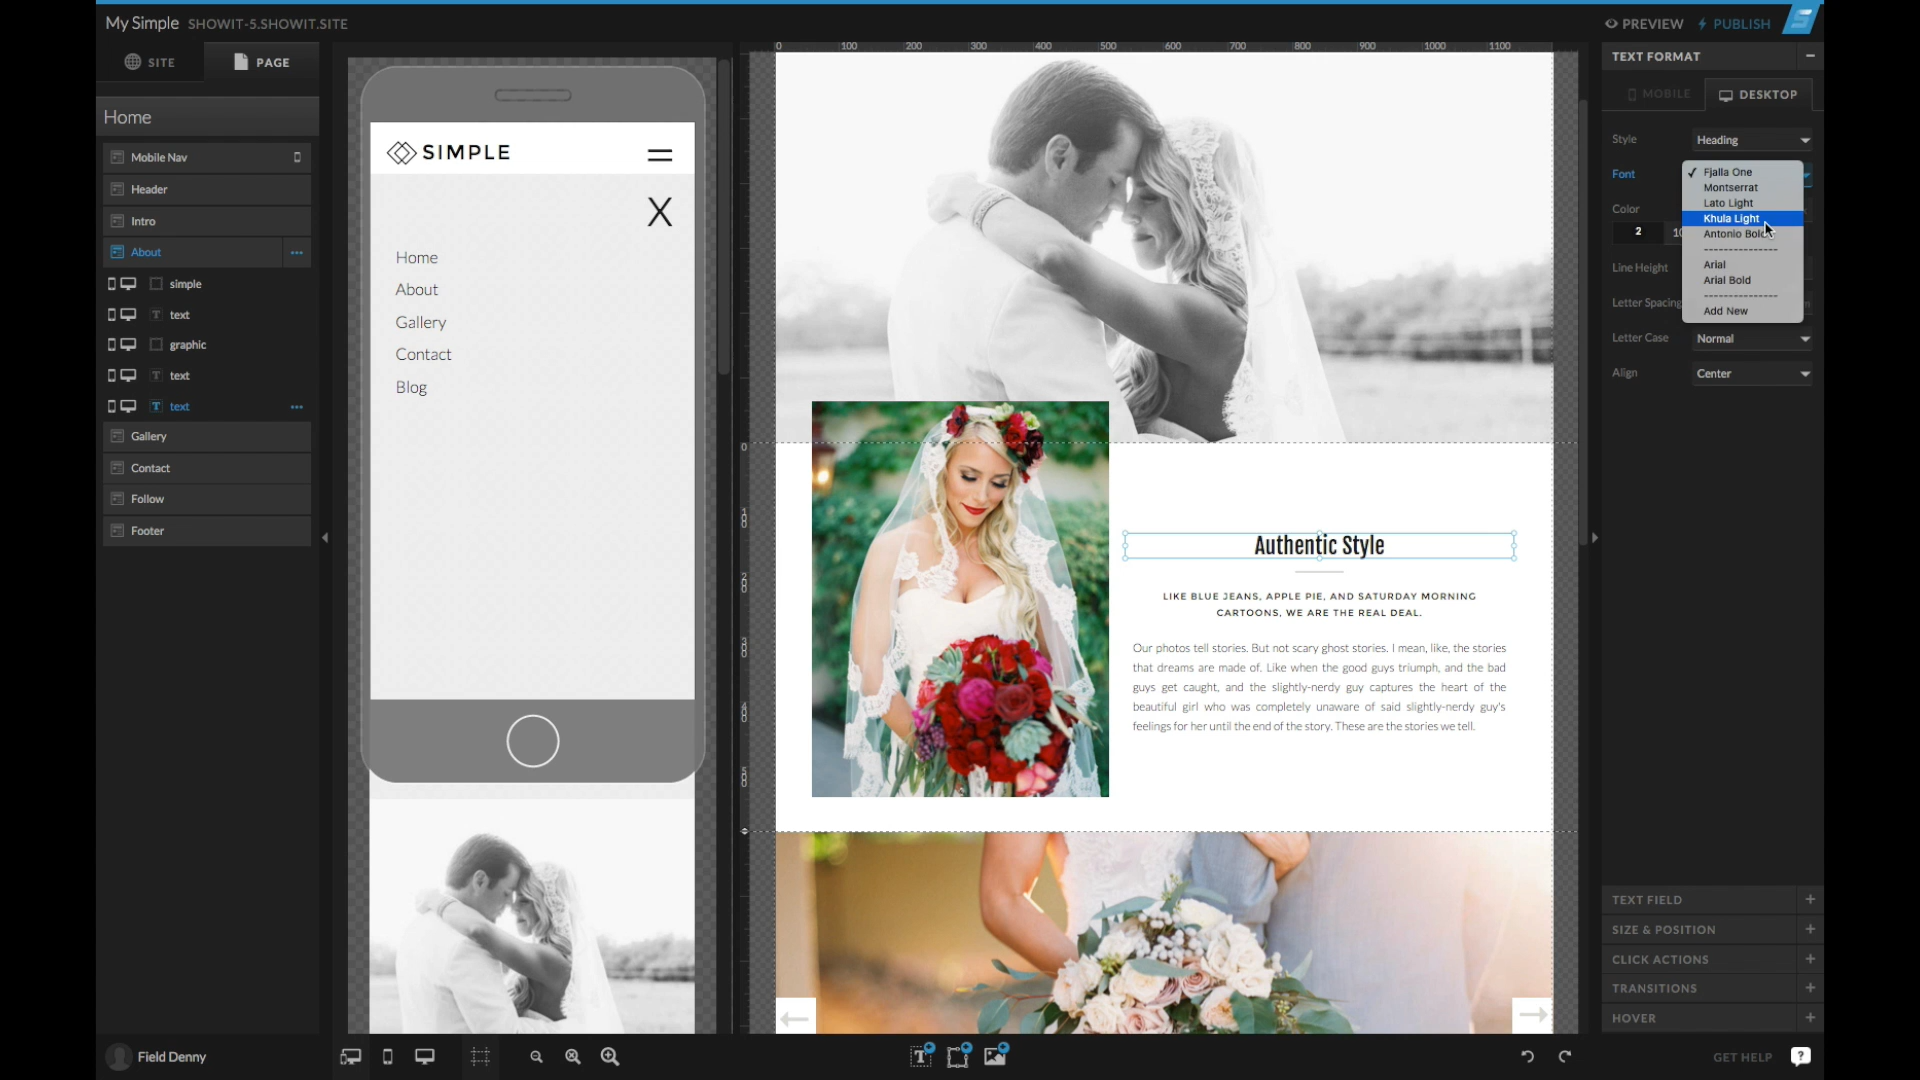 My Simple SHOWIT-5.SHOWIT.SITE
PREVIEW
PUBLISH
SITE
PAGE
Home
Mobile Nav
Header
Intro
About
simple
text
graphic
text
text
Gallery
Contact
Follow
Footer
Field Denny
SIMPLE
X
Home
About
Gallery
Contact
Blog
0 100 200 300 400 500 600 700 800 900 1000 1100
0
100
200
300
400
500
Authentic Style
LIKE BLUE JEANS, APPLE PIE, AND SATURDAY MORNING
CARTOONS, WE ARE THE REAL DEAL.
Our photos tell stories. But not scary ghost stories. I mean, like, the stories
that dreams are made of. Like when the good guys triumph, and the bad
guys get caught, and the slightly-nerdy guy captures the heart of the
beautiful girl who was completely unaware of said slightly-nerdy guy's
feelings for her until the end of the story. These are the stories we tell.
TEXT FORMAT
MOBILE
DESKTOP
Style Heading
Font
Fjalla One
Montserrat
Lato Light
Khula Light
Antonio Bold
Arial
Arial Bold
Add New
Color
2
Line Height
Letter Spacing
Letter Case Normal
Align Center
TEXT FIELD
SIZE & POSITION
CLICK ACTIONS
TRANSITIONS
HOVER
GET HELP